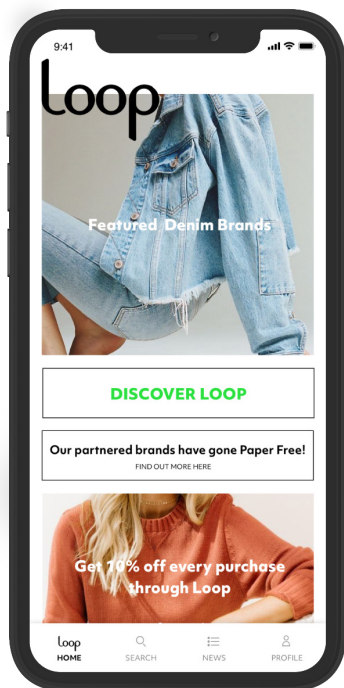 9:41
Loop
Featured Denim Brands
DISCOVER LOOP
Our partnered brands have gone Paper Free!
FIND OUT MORE HERE
Get 10% off every purchase
through Loop
Loop
HOME
SEARCH
NEWS
PROFILE